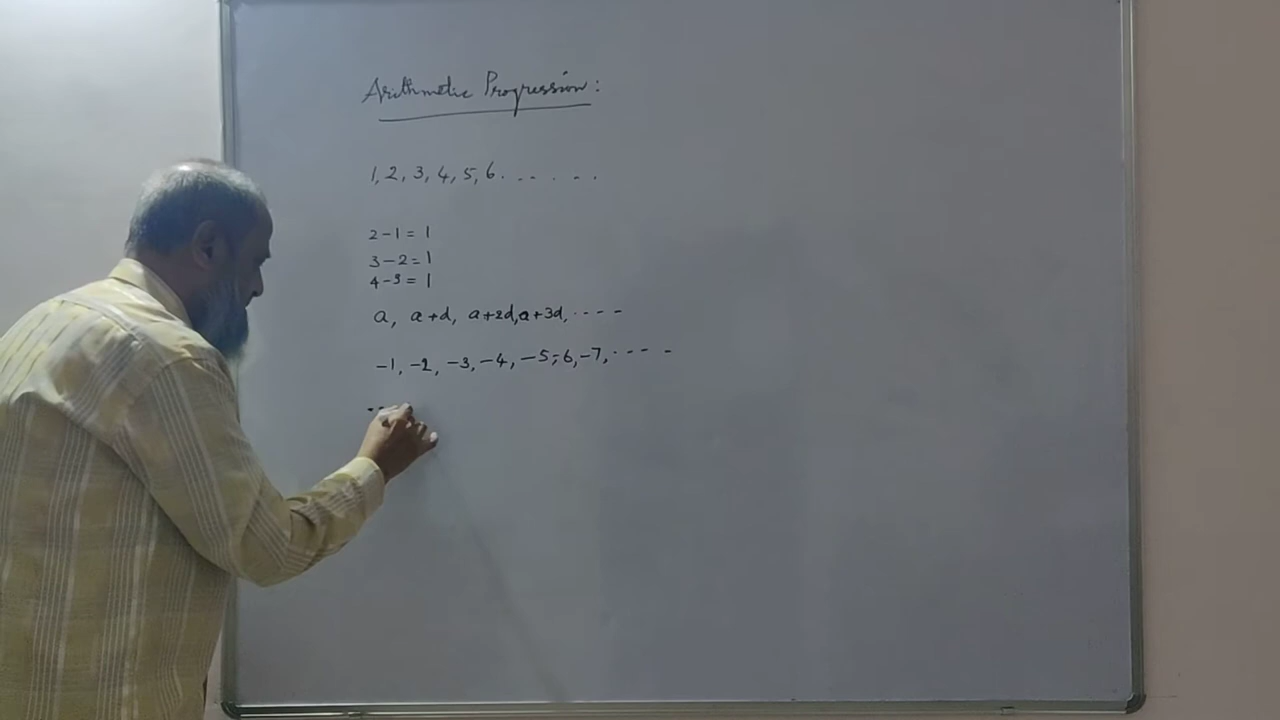 Arithmetic Progression:
1, 2, 3, 4, 5, 6. . . . . .
2-1=1
3-2=1
4-3=1
a, a+d, a+2d, a+3d, ----
-1, -2, -3, -4, -5, -6, -7, ----